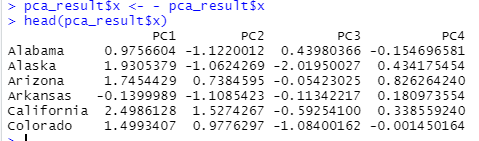 > pca_result$x <- - pca_result$x
> head(pca_result$x)
                  PC1        PC2         PC3          PC4
Alabama     0.9756604 -1.1220012  0.43980366 -0.154696581
Alaska      1.9305379 -1.0624269 -2.01950027  0.434175454
Arizona     1.7454429  0.7384595 -0.05423025  0.826264240
Arkansas   -0.1399989 -1.1085423 -0.11342217  0.180973554
California  2.4986128  1.5274267 -0.59254100  0.338559240
Colorado    1.4993407  0.9776297 -1.08400162 -0.001450164
>